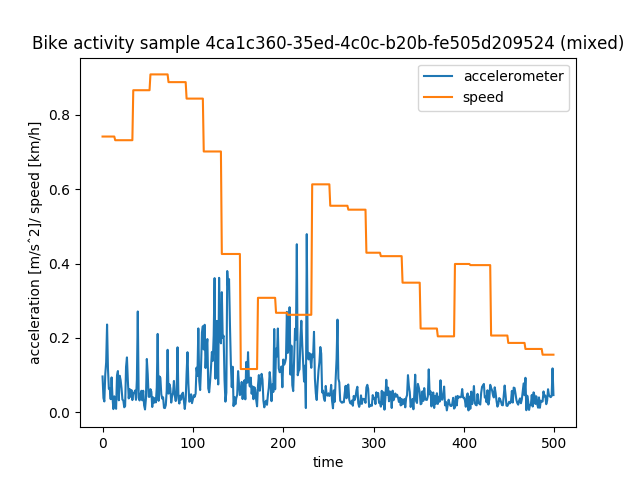 Bike activity sample 4ca1c360-35ed-4c0c-b20b-fe505d209524 (mixed)
accelerometer
speed
acceleration [m/s^2]/ speed [km/h]
0.8
0.6
0.4
0.2
0.0
0 100 200 300 400 500
time